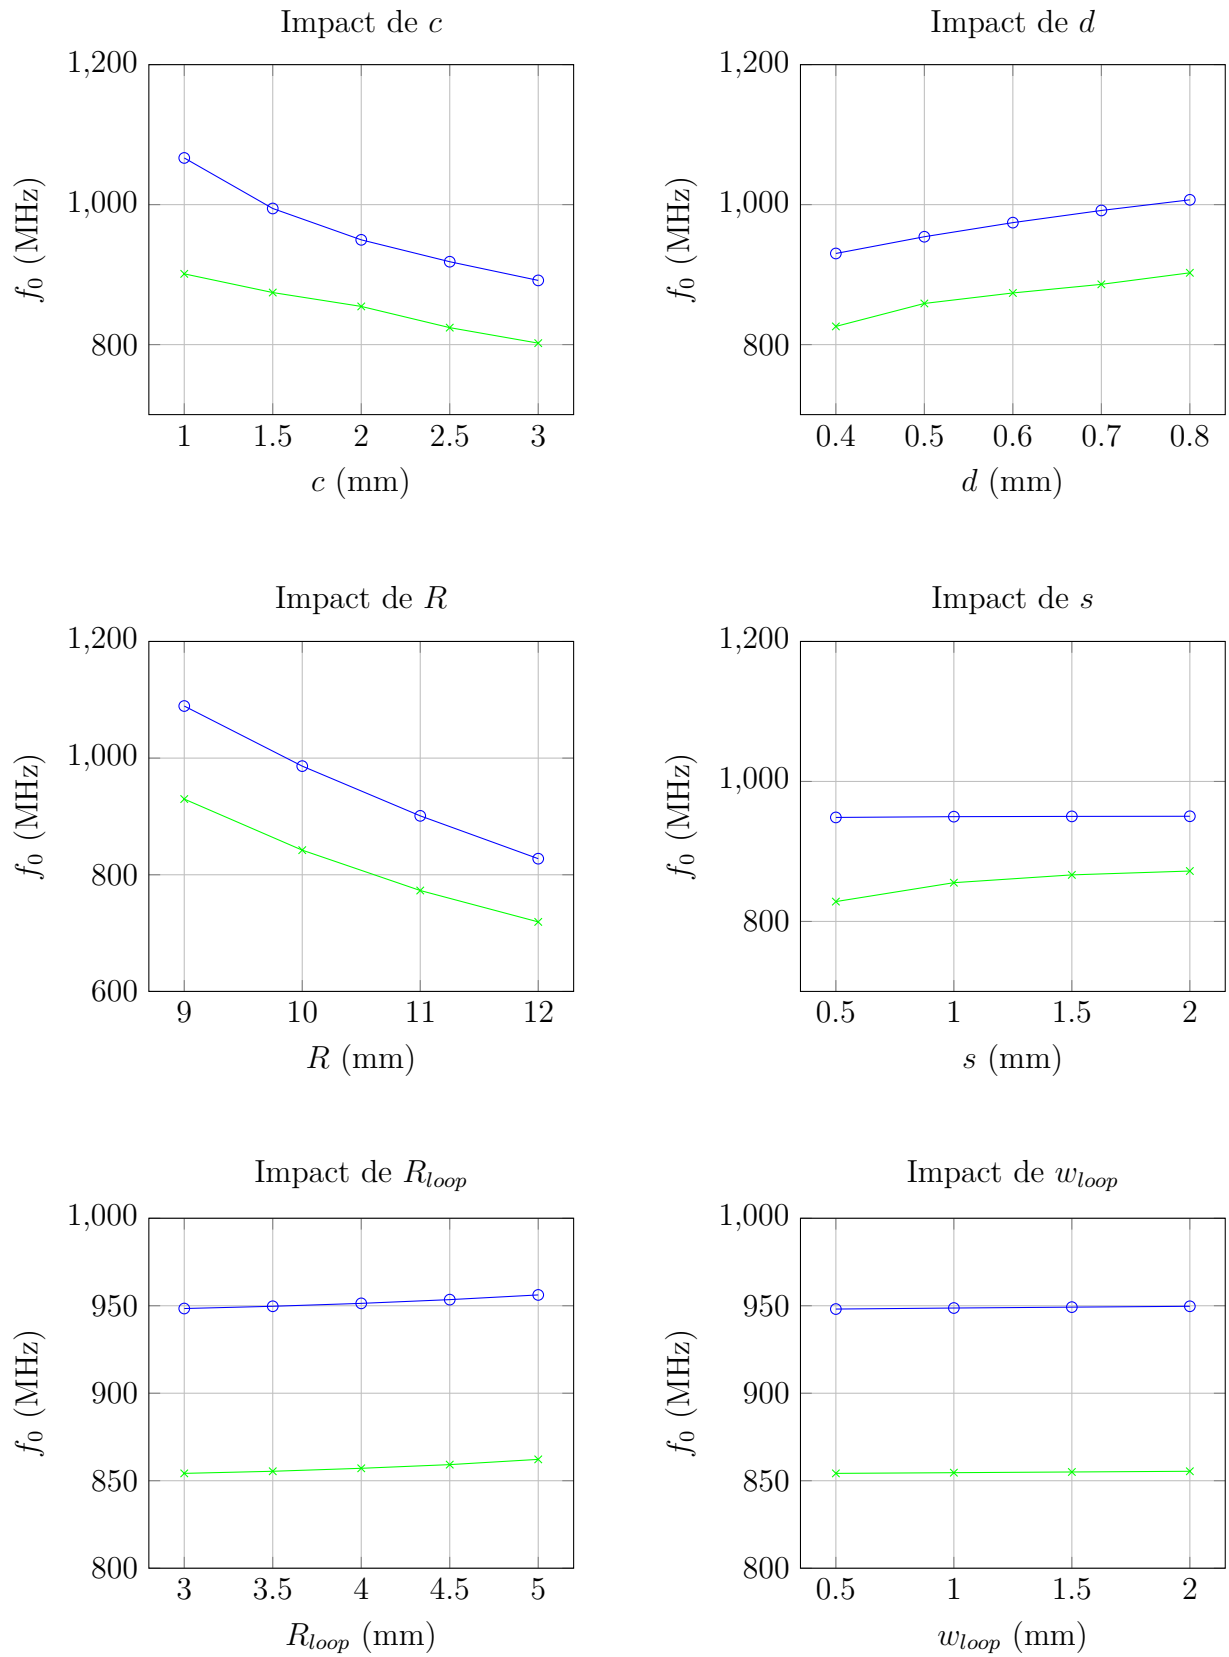 Impact de c
1,200
1,000
800
f0 (MHz)
1 1.5 2 2.5 3
c (mm)
Impact de d
1,200
1,000
800
f0 (MHz)
0.4 0.5 0.6 0.7 0.8
d (mm)
Impact de R
1,200
1,000
800
600
f0 (MHz)
9 10 11 12
R (mm)
Impact de s
1,200
1,000
800
f0 (MHz)
0.5 1 1.5 2
s (mm)
Impact de Rloop
1,000
950
900
850
800
f0 (MHz)
3 3.5 4 4.5 5
Rloop (mm)
Impact de wloop
1,000
950
900
850
800
f0 (MHz)
0.5 1 1.5 2
wloop (mm)